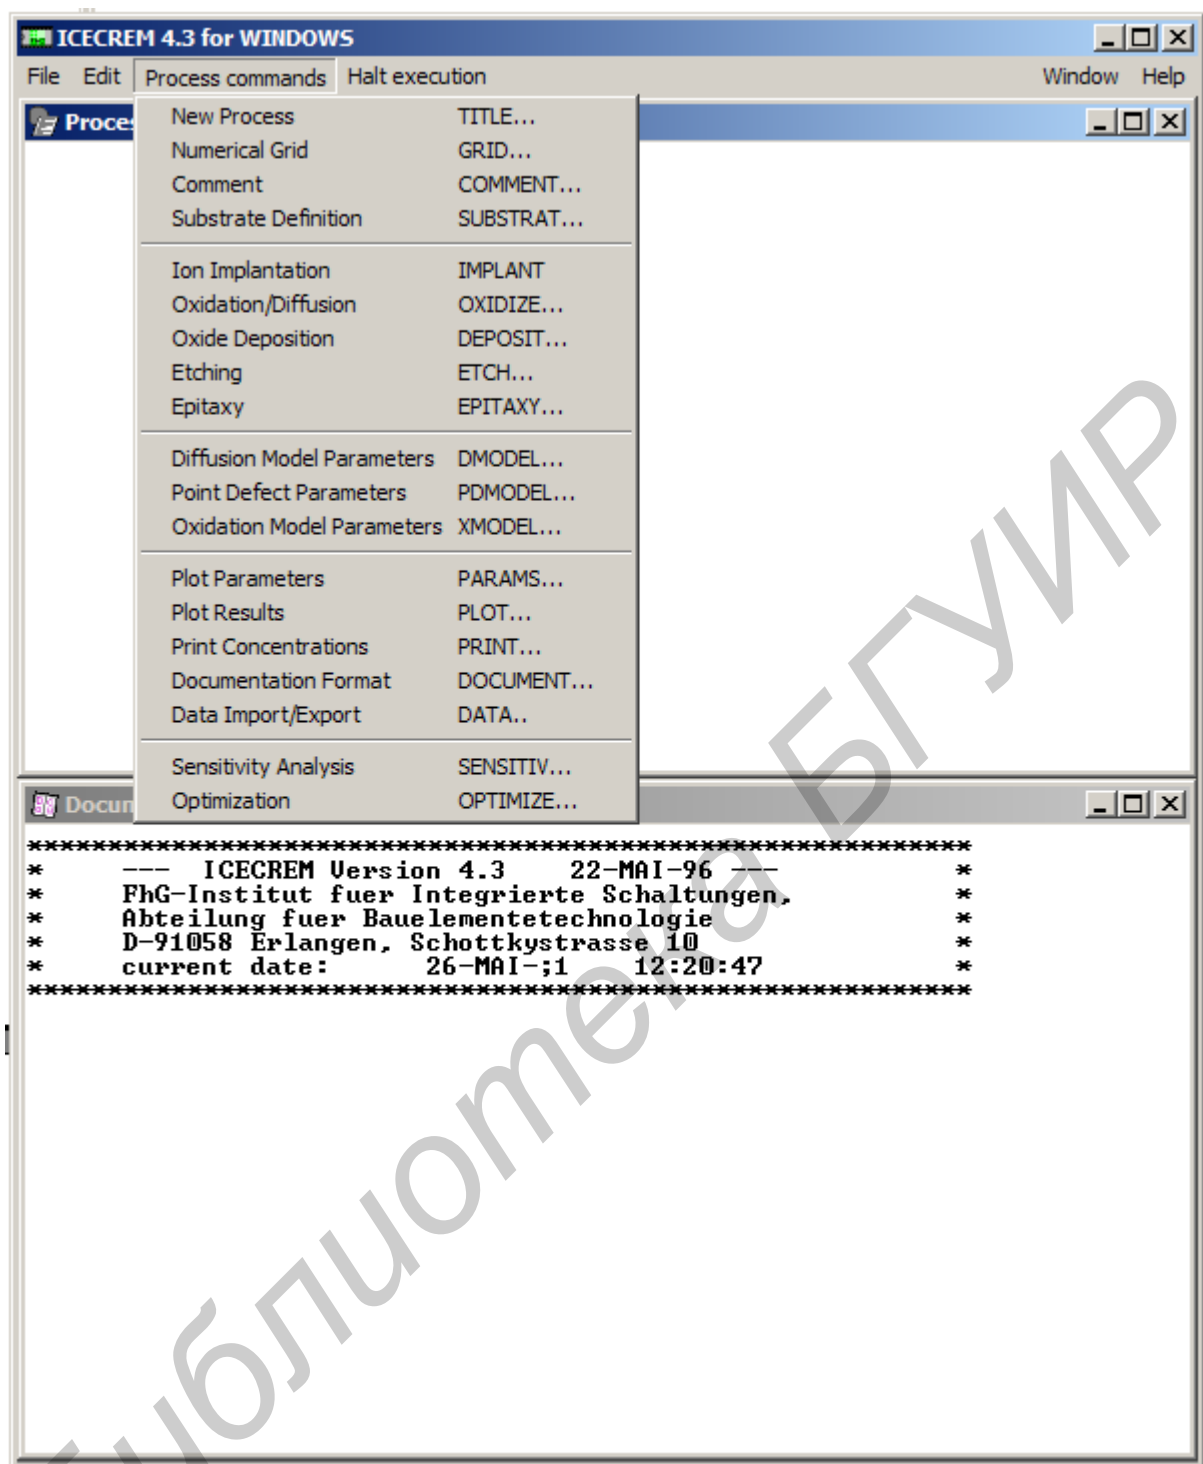 ICECREM 4.3 for WINDOWS
File Edit Process commands Halt execution Window Help
Proces
New Process TITLE...
Numerical Grid GRID...
Comment COMMENT...
Substrate Definition SUBSTRAT...
Ion Implantation IMPLANT
Oxidation/Diffusion OXIDIZE...
Oxide Deposition DEPOSIT...
Etching ETCH...
Epitaxy EPITAXY...
Diffusion Model Parameters DMODEL...
Point Defect Parameters PDMODEL...
Oxidation Model Parameters XMODEL...
Plot Parameters PARAMS...
Plot Results PLOT...
Print Concentrations PRINT...
Documentation Format DOCUMENT...
Data Import/Export DATA..
Sensitivity Analysis SENSITIV...
Optimization OPTIMIZE...
Docum
***********************************************************
* --- ICECREM Version 4.3 22-MAI-96 --- *
* FhG-Institut fuer Integrierte Schaltungen, *
* Abteilung fuer Bauelementetechnologie *
* D-91058 Erlangen, Schottkystrasse 10 *
* current date: 26-MAI-;1 12:20:47 *
***********************************************************
библиотека БГУИР